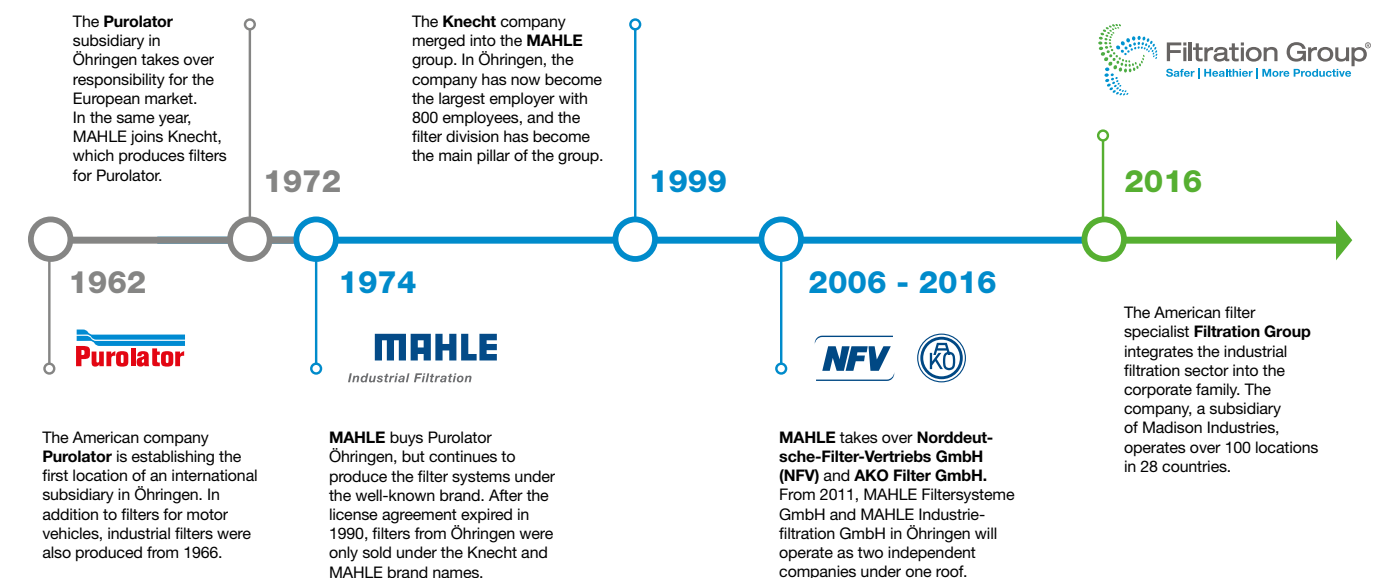 The Purolator
subsidiary in
Öhringen takes over
responsibility for the
European market.
In the same year,
MAHLE joins Knecht,
which produces filters
for Purolator.
1972
The Knecht company
merged into the MAHLE
group. In Öhringen, the
company has now become
the largest employer with
800 employees, and the
filter division has become
the main pillar of the group.
1999
Filtration Group®
Safer | Healthier | More Productive
2016
1962
Purolator
The American company
Purolator is establishing the
first location of an international
subsidiary in Öhringen. In
addition to filters for motor
vehicles, industrial filters were
also produced from 1966.
1974
MAHLE
Industrial Filtration
MAHLE buys Purolator
Öhringen, but continues to
produce the filter systems under
the well-known brand. After the
license agreement expired in
1990, filters from Öhringen were
only sold under the Knecht and
MAHLE brand names.
2006 - 2016
NFV
AKO
MAHLE takes over Norddeut-
sche-Filter-Vertriebs GmbH
(NFV) and AKO Filter GmbH.
From 2011, MAHLE Filtersysteme
GmbH and MAHLE Industrie-
filtration GmbH in Öhringen will
operate as two independent
companies under one roof.
The American filter
specialist Filtration Group
integrates the industrial
filtration sector into the
corporate family. The
company, a subsidiary
of Madison Industries,
operates over 100 locations
in 28 countries.